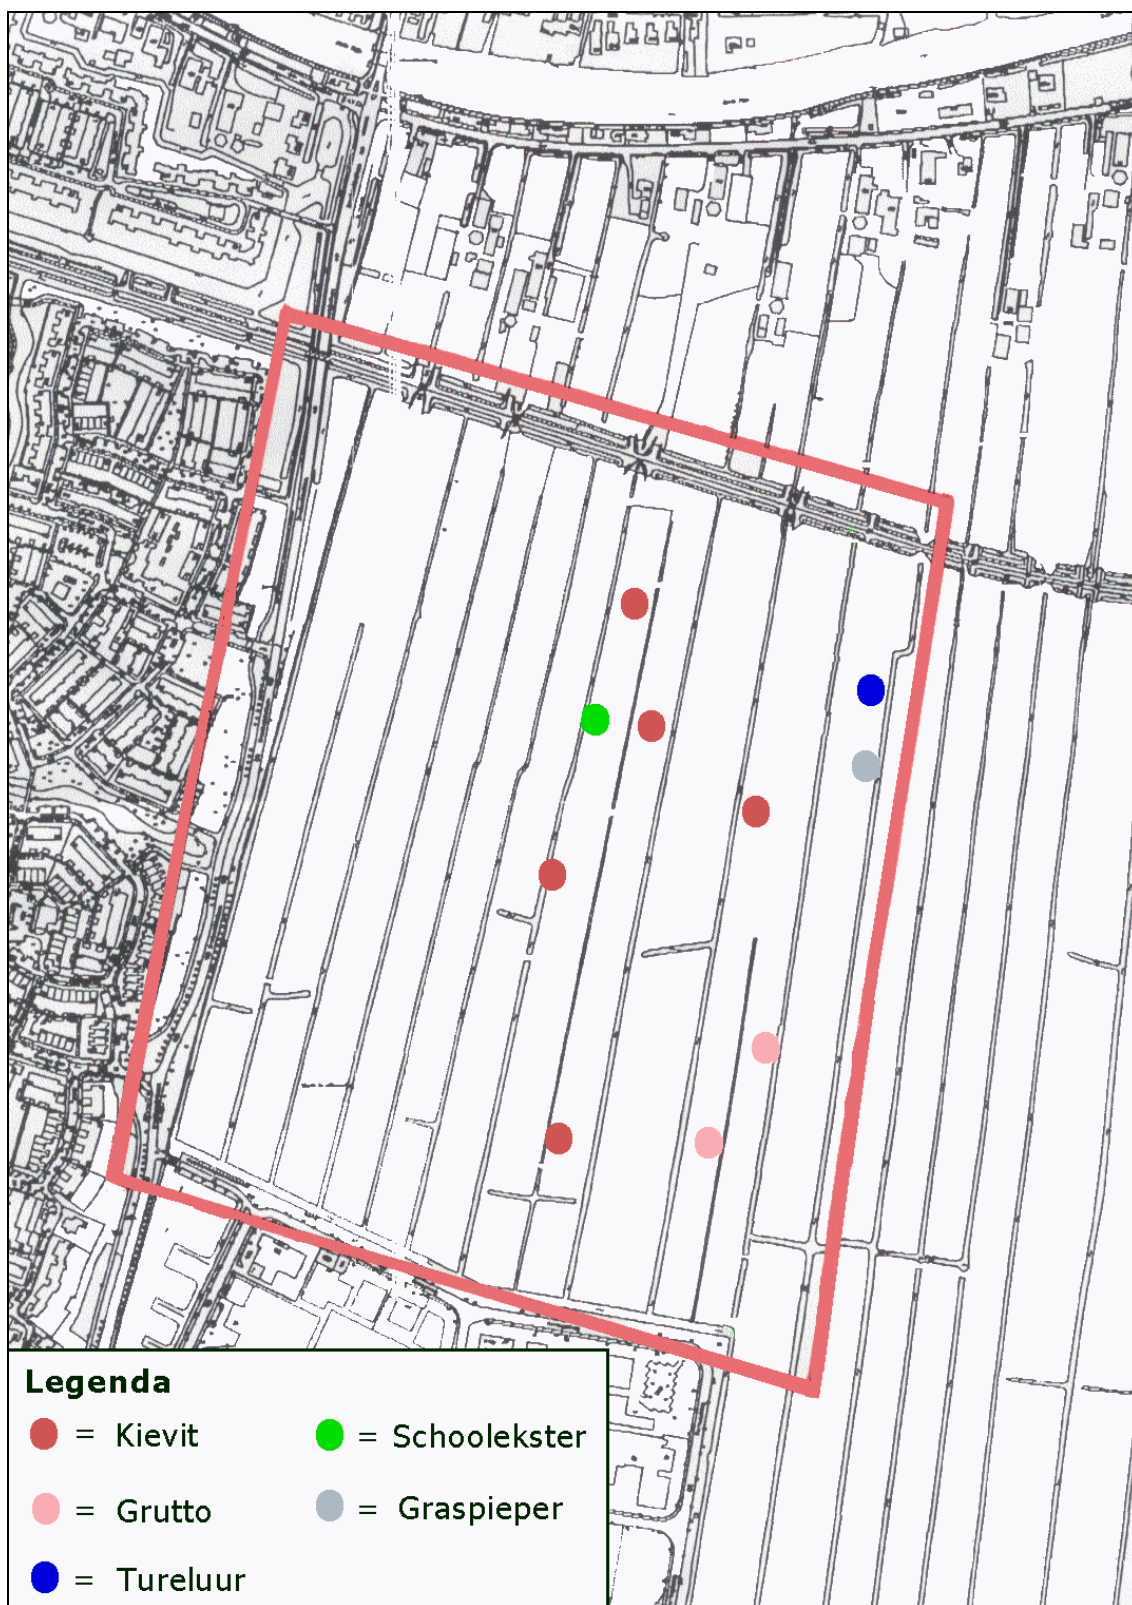 Legenda
= Kievit
= Schoolekster
= Grutto
= Graspieper
= Tureluur